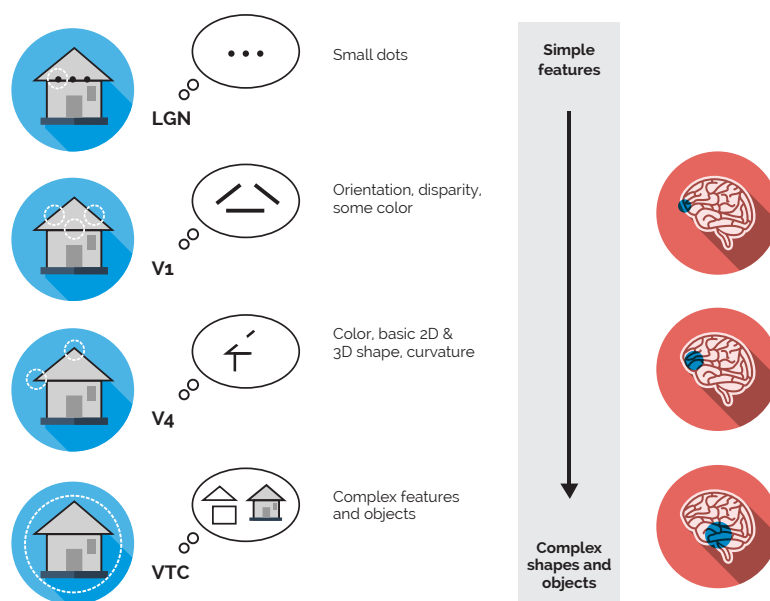 Small dots
Simple
features
LGN
Orientation, disparity,
some color
V1
Color, basic 2D &
3D shape, curvature
V4
Complex features
and objects
Complex
shapes and
objects
VTC